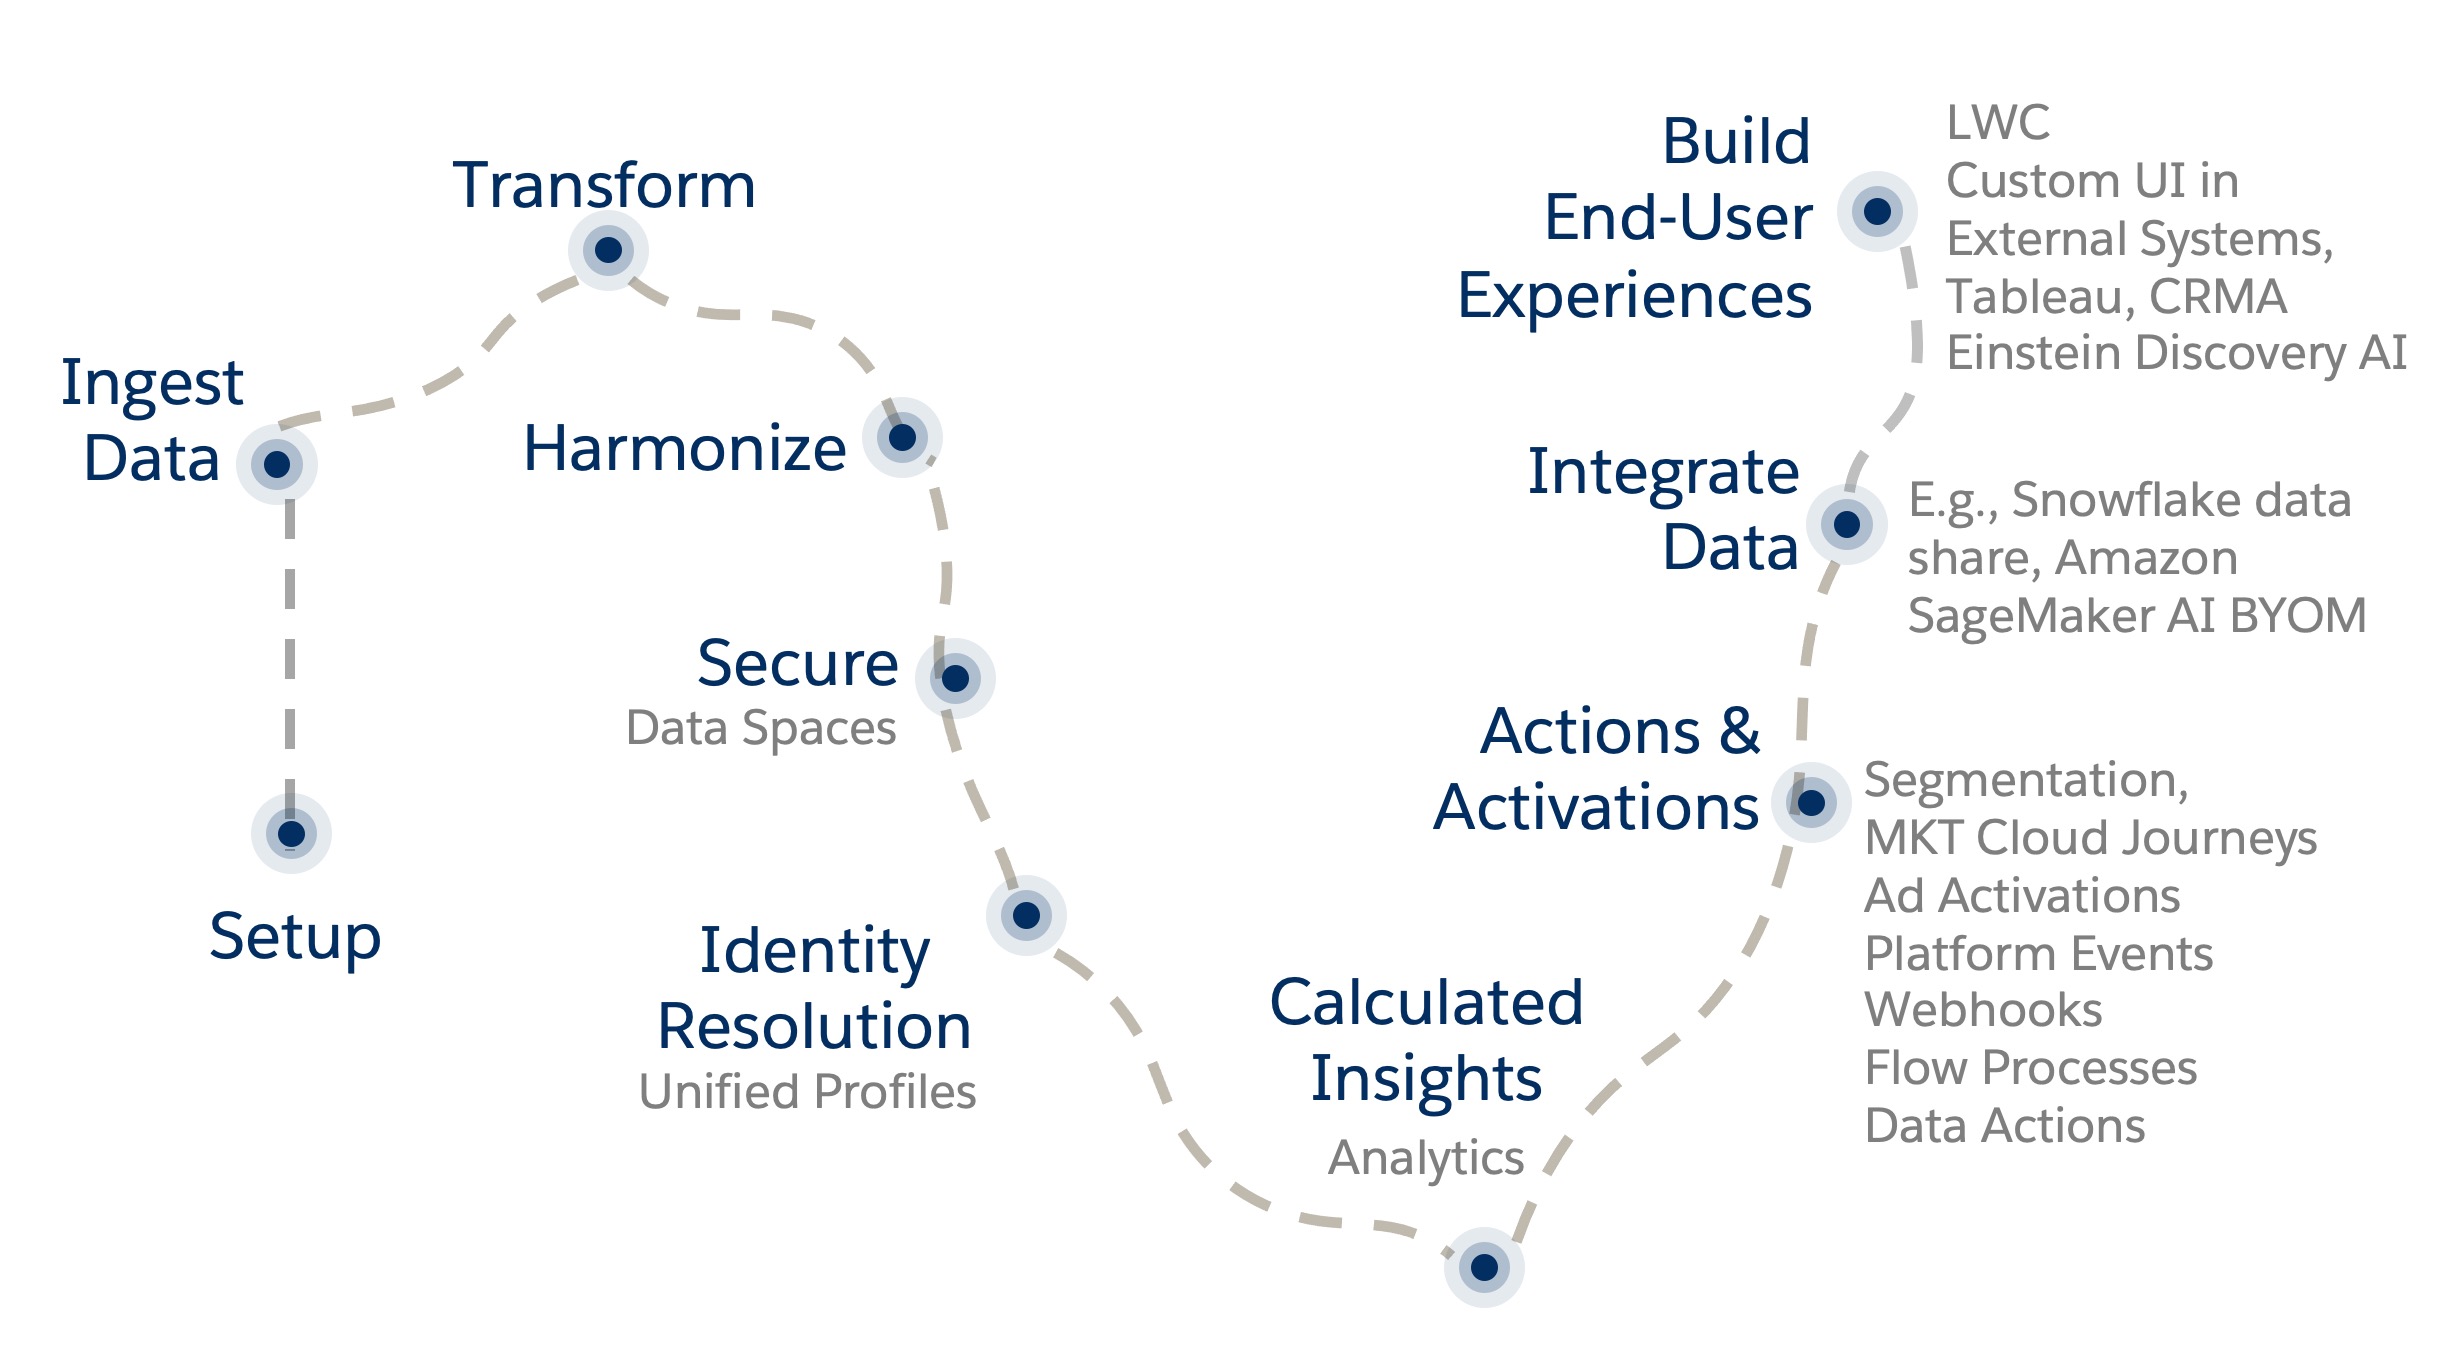 Setup
Ingest
Data
Transform
Harmonize
Secure
Data Spaces
Identity
Resolution
Unified Profiles
Calculated
Insights
Analytics
Actions &
Activations
Segmentation,
MKT Cloud Journeys
Ad Activations
Platform Events
Webhooks
Flow Processes
Data Actions
Integrate
Data
E.g., Snowflake data
share, Amazon
SageMaker AI BYOM
Build
End-User
Experiences
LWC
Custom UI in
External Systems,
Tableau, CRMA
Einstein Discovery AI